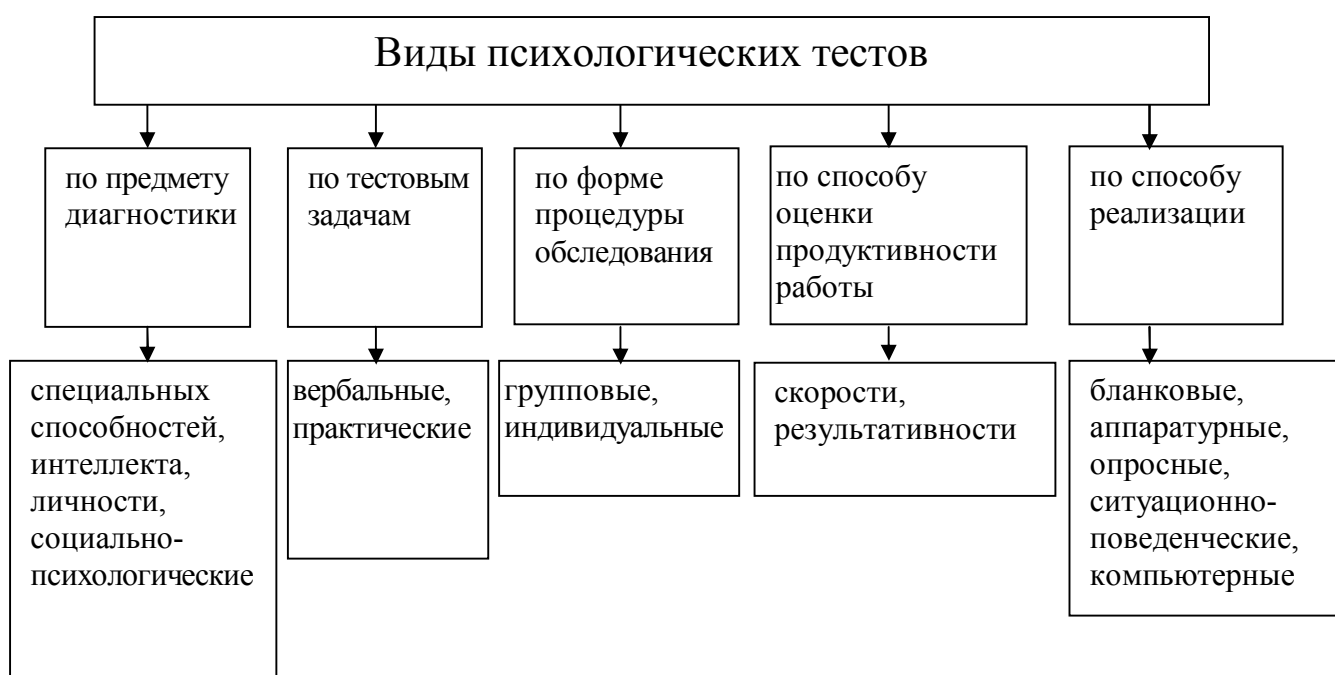 Виды психологических тестов
по предмету
диагностики
по тестовым
задачам
по форме
процедуры
обследования
по способу
оценки
продуктивности
работы
по способу
реализации
специальных
способностей,
интеллекта,
личности,
социально-
психологические
вербальные,
практические
групповые,
индивидуальные
скорости,
результативности
бланковые,
аппаратурные,
опросные,
ситуационно-
поведенческие,
компьютерные